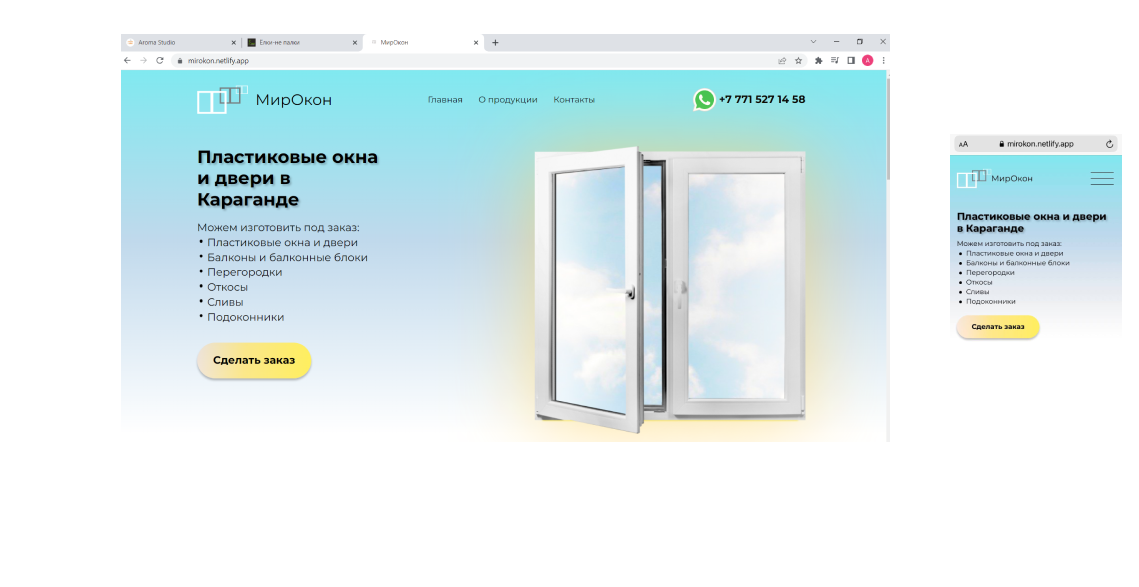 Aroma Studio
Елки-не палки
МирОкон
mirokon.netlify.app
A
МирОкон
Главная О продукции Контакты
+7 771 527 14 58
Пластиковые окна
и двери в
Караганде
Можем изготовить под заказ:
• Пластиковые окна и двери
• Балконы и балконные блоки
• Перегородки
• Откосы
• Сливы
• Подоконники
Сделать заказ
AA mirokon.netlify.app
МирОкон
Пластиковые окна и двери
в Караганде
Можем изготовить под заказ:
• Пластиковые окна и двери
• Балконы и балконные блоки
• Перегородки
• Откосы
• Сливы
• Подоконники
Сделать заказ